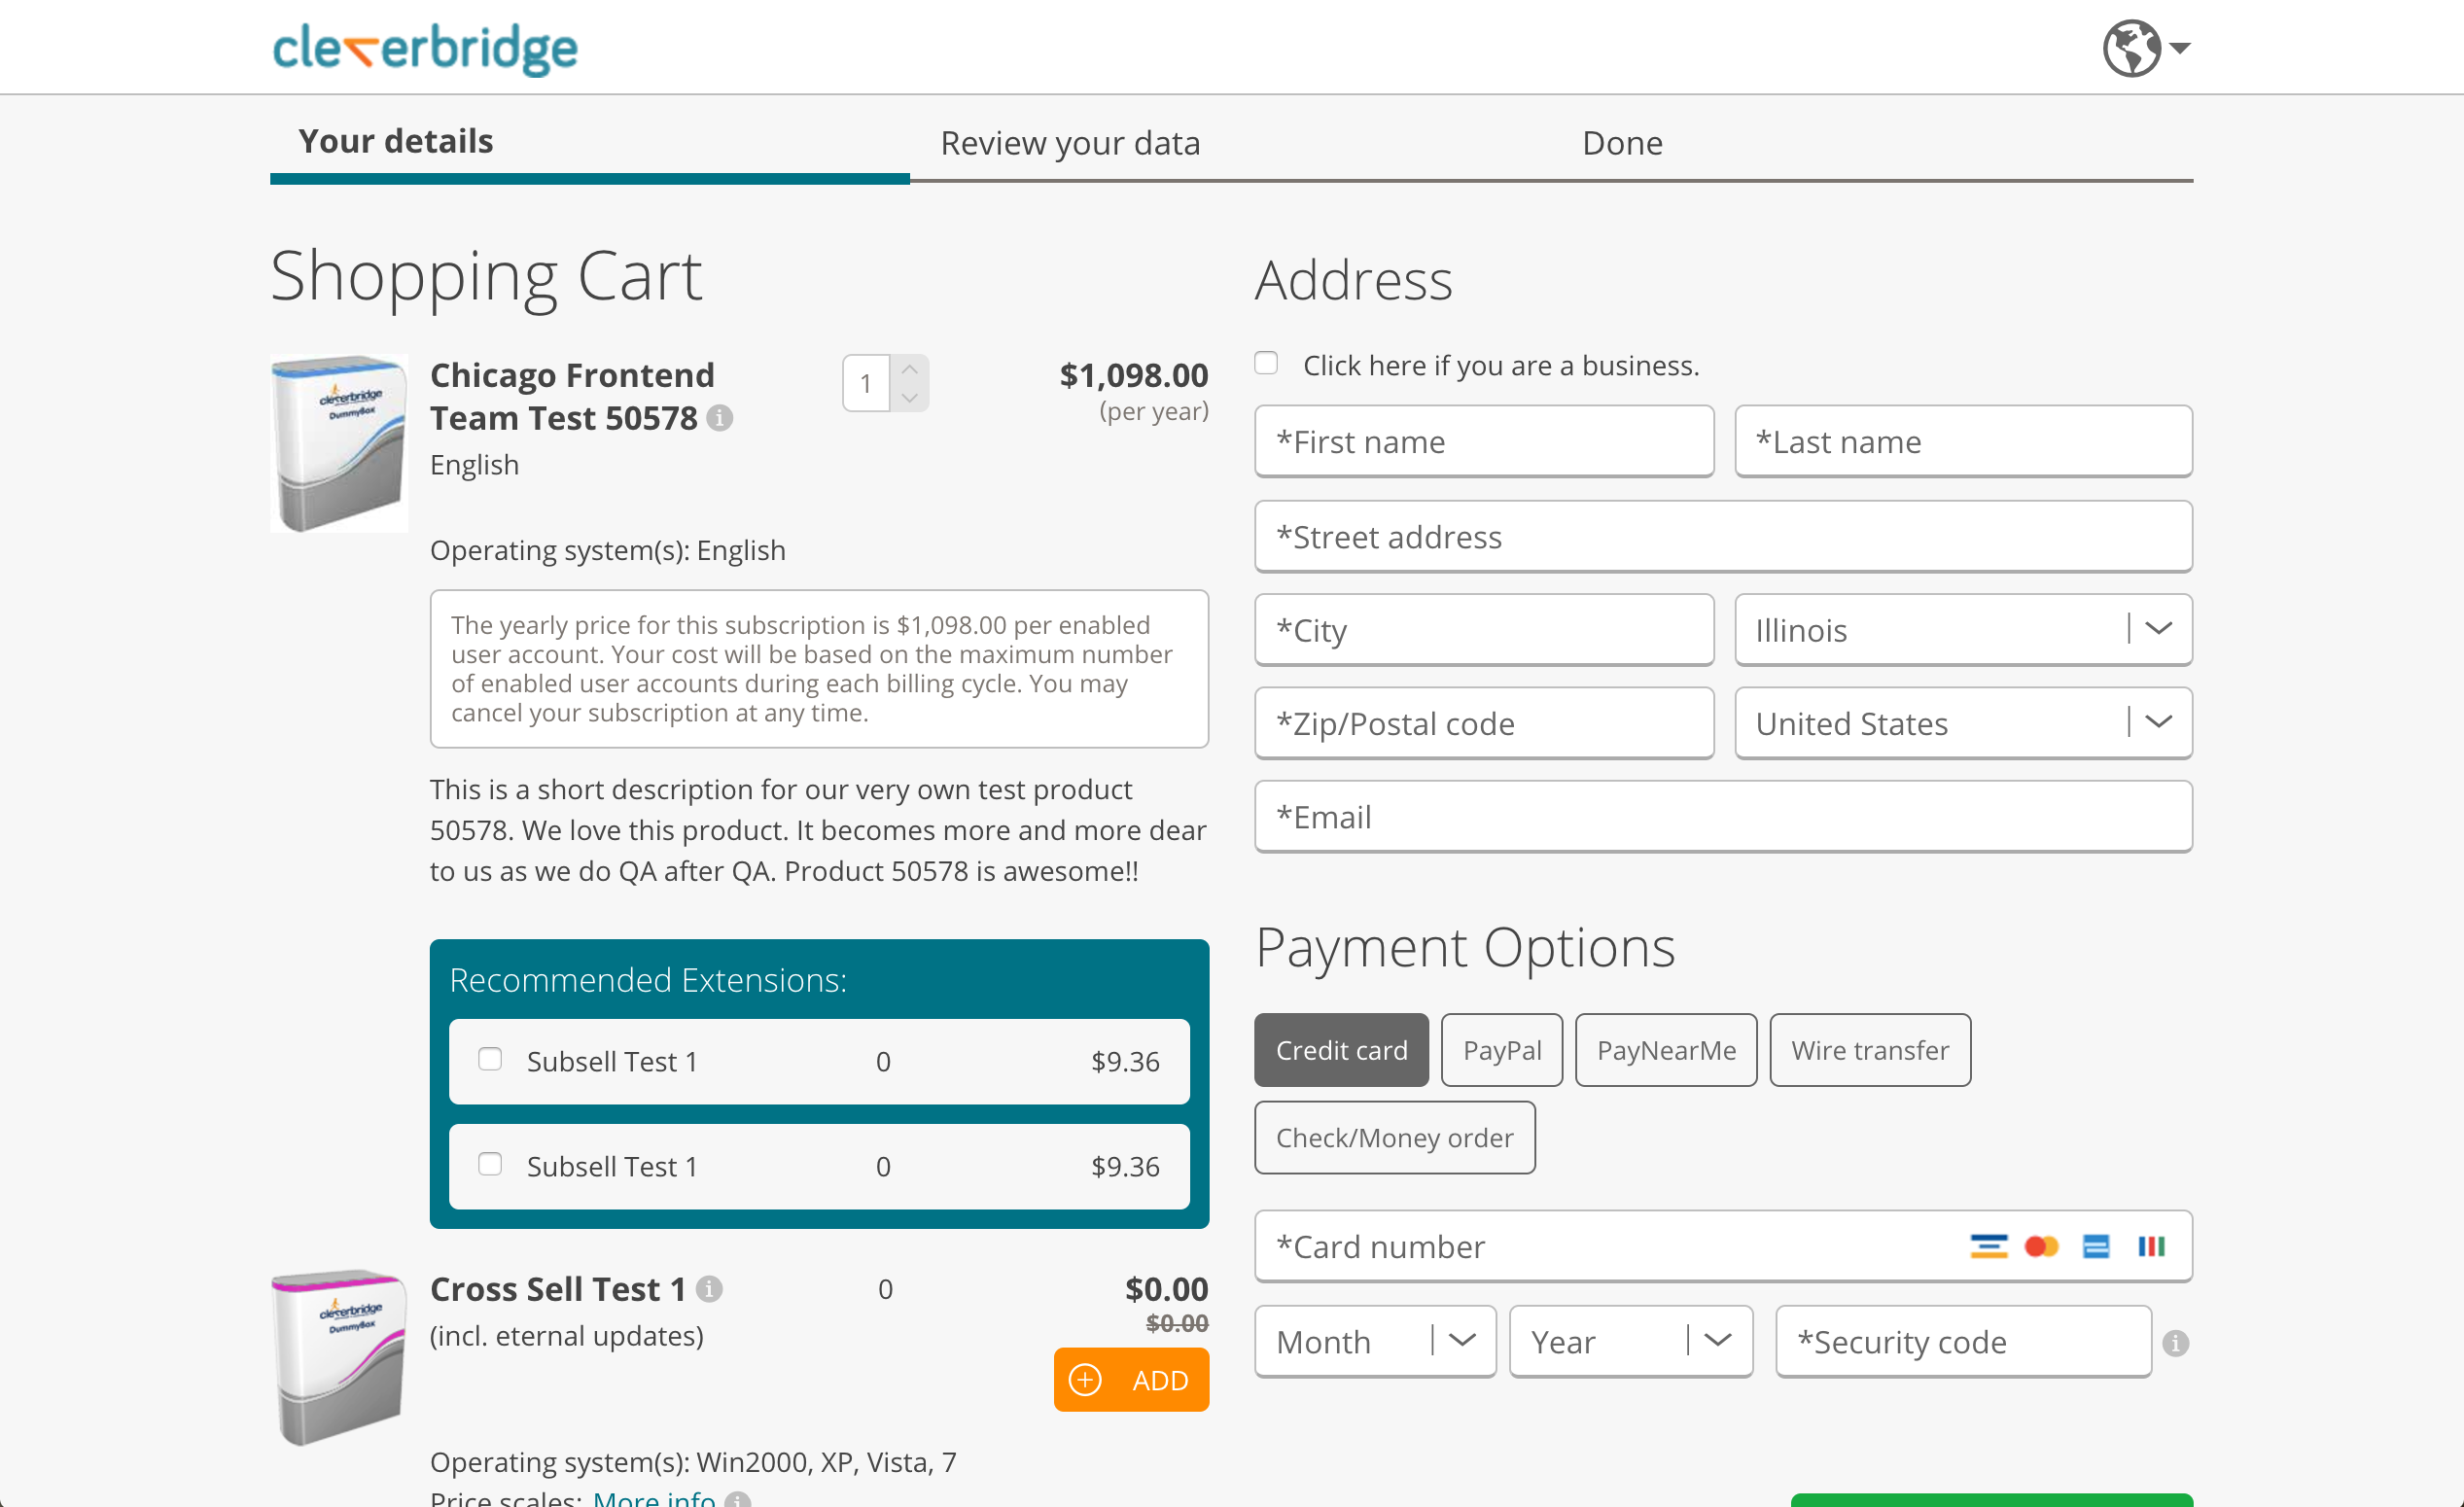 cleverbridge
Your details
Review your data
Done
Shopping Cart
cleverbridge
DummyBox
Chicago Frontend
Team Test 50578
English
1
$1,098.00
(per year)
Operating system(s): English
The yearly price for this subscription is $1,098.00 per enabled
user account. Your cost will be based on the maximum number
of enabled user accounts during each billing cycle. You may
cancel your subscription at any time.
This is a short description for our very own test product
50578. We love this product. It becomes more and more dear
to us as we do QA after QA. Product 50578 is awesome!!
Recommended Extensions:
Subsell Test 1 0 $9.36
Subsell Test 1 0 $9.36
cleverbridge
DummyBox
Cross Sell Test 1 0 $0.00
$0.00
(incl. eternal updates)
ADD
Operating system(s): Win2000, XP, Vista, 7
Price scales: More info
Address
Click here if you are a business.
*First name
*Last name
*Street address
*City
Illinois
*Zip/Postal code
United States
*Email
Payment Options
Credit card
PayPal
PayNearMe
Wire transfer
Check/Money order
*Card number
Month
Year
*Security code